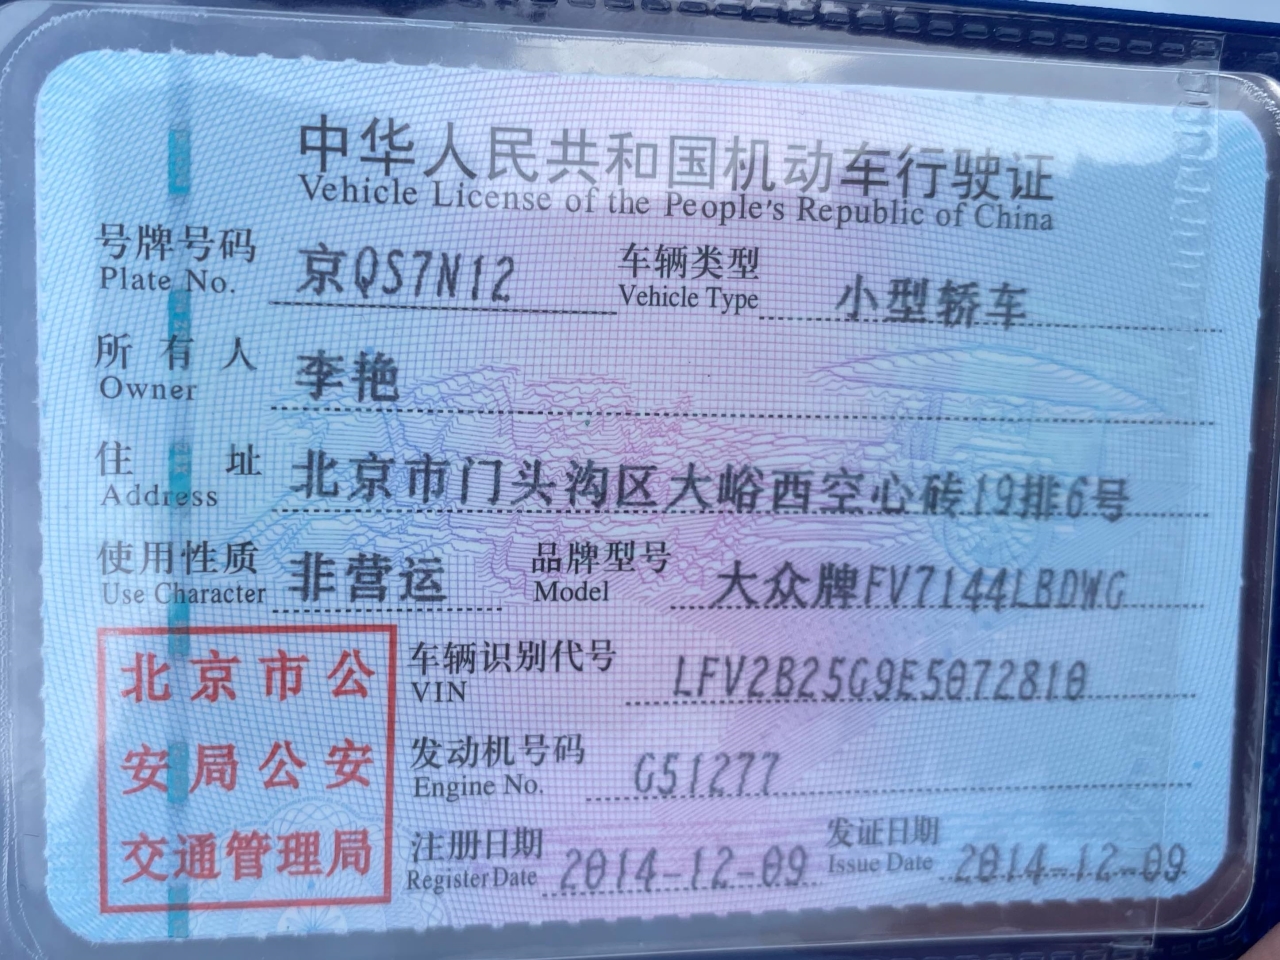 中华人民共和国机动车行驶证
Vehicle License of the People's Republic of China
号牌号码 京QS7N12 车辆类型 小型轿车
Plate No. Vehicle Type
所有人 李艳
Owner
住址 北京市门头沟区大峪西空心砖19排6号
Address
使用性质 非营运 品牌型号 大众牌FV7144LBDWG
Use Character Model
北京市公
安局公安
交通管理局
车辆识别代号 LFV2B25G9E5072810
VIN
发动机号码 G51277
Engine No.
注册日期 2014-12-09 发证日期 2014-12-09
Register Date Issue Date